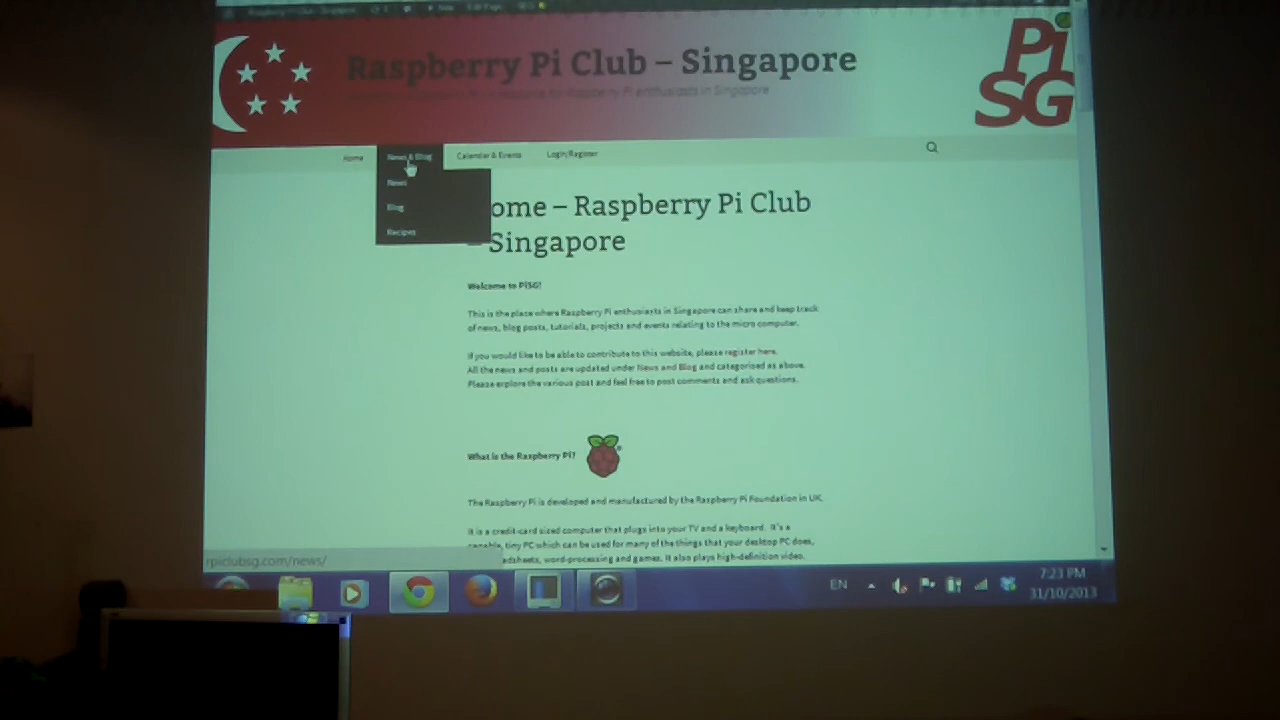 Raspberry Pi Club – Singapore
Pi
SG
Raspberry Pi enthusiasts in Singapore
Home
News & Blog
Calendar & Events
Login/Register
News
Blog
Recipes
ome – Raspberry Pi Club
– Singapore
Welcome to PiSG!
This is the place where Raspberry Pi enthusiasts in Singapore can share and keep track
of news, blog posts, tutorials, projects and events relating to the micro computer.
If you would like to be able to contribute to this website, please register here.
All the news and posts are updated under News and Blog and categorised as above.
Please explore the various post and feel free to post comments and ask questions.
What is the Raspberry Pi?
The Raspberry Pi is developed and manufactured by the Raspberry Pi Foundation in UK.
It is a credit-card sized computer that plugs into your TV and a keyboard. It's a
capable, tiny PC which can be used for many of the things that your desktop PC does,
adsheets, word-processing and games. It also plays high-definition video.
rpiclubsg.com/news/
EN
7:23 PM
31/10/2013